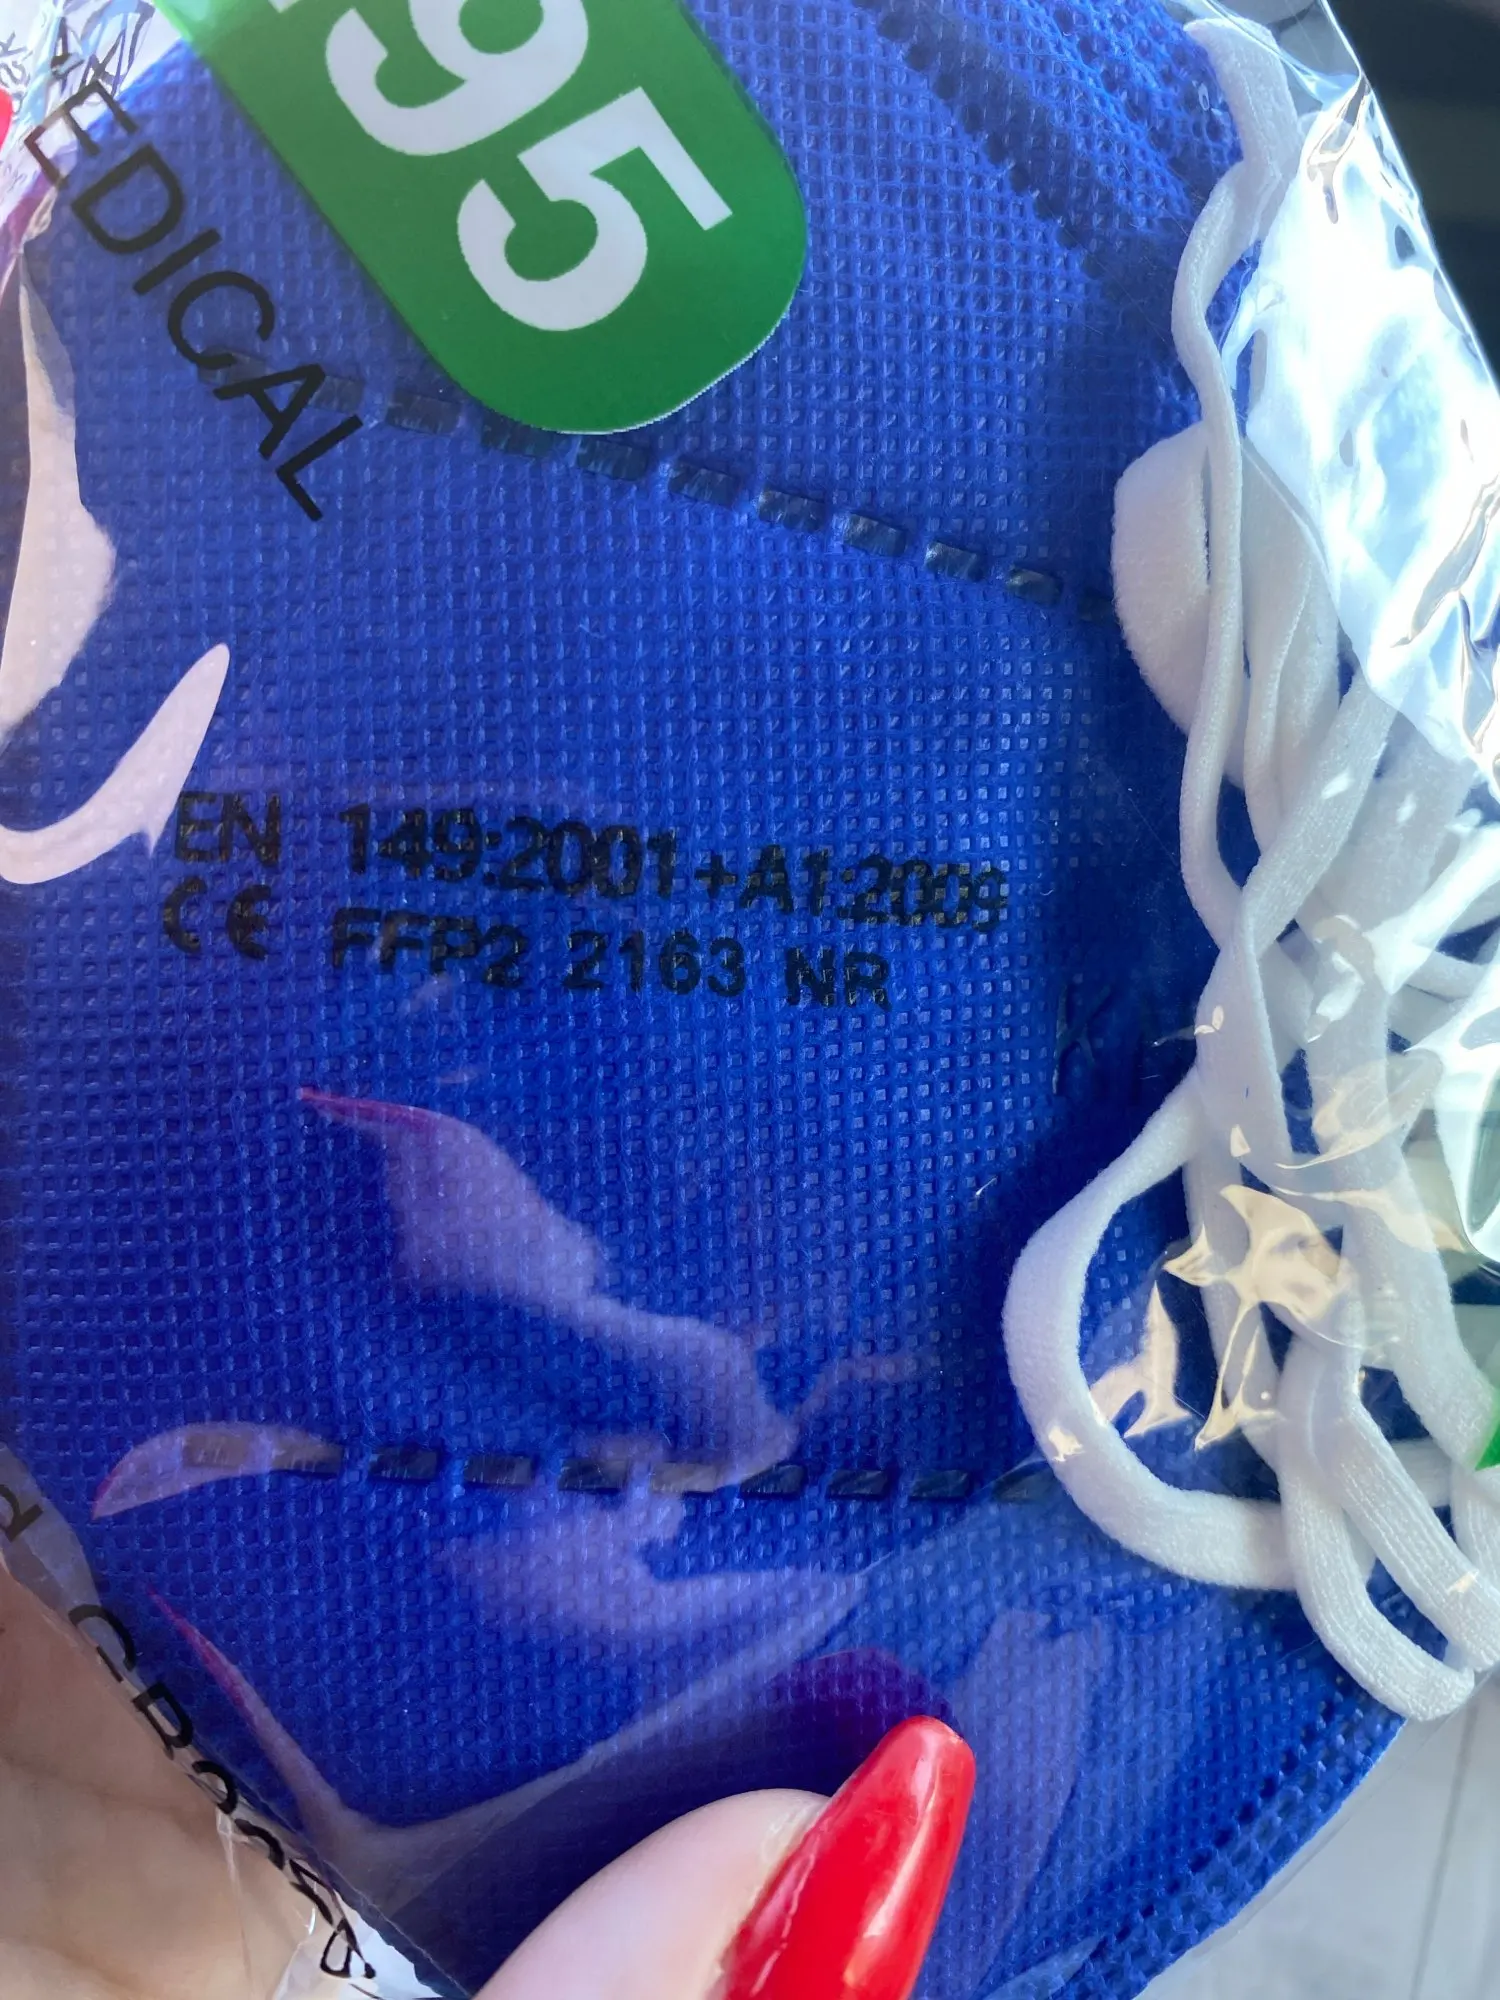 95
EDICAL
EN 149:2001+A1:2009
CE FFP2 2163 NR